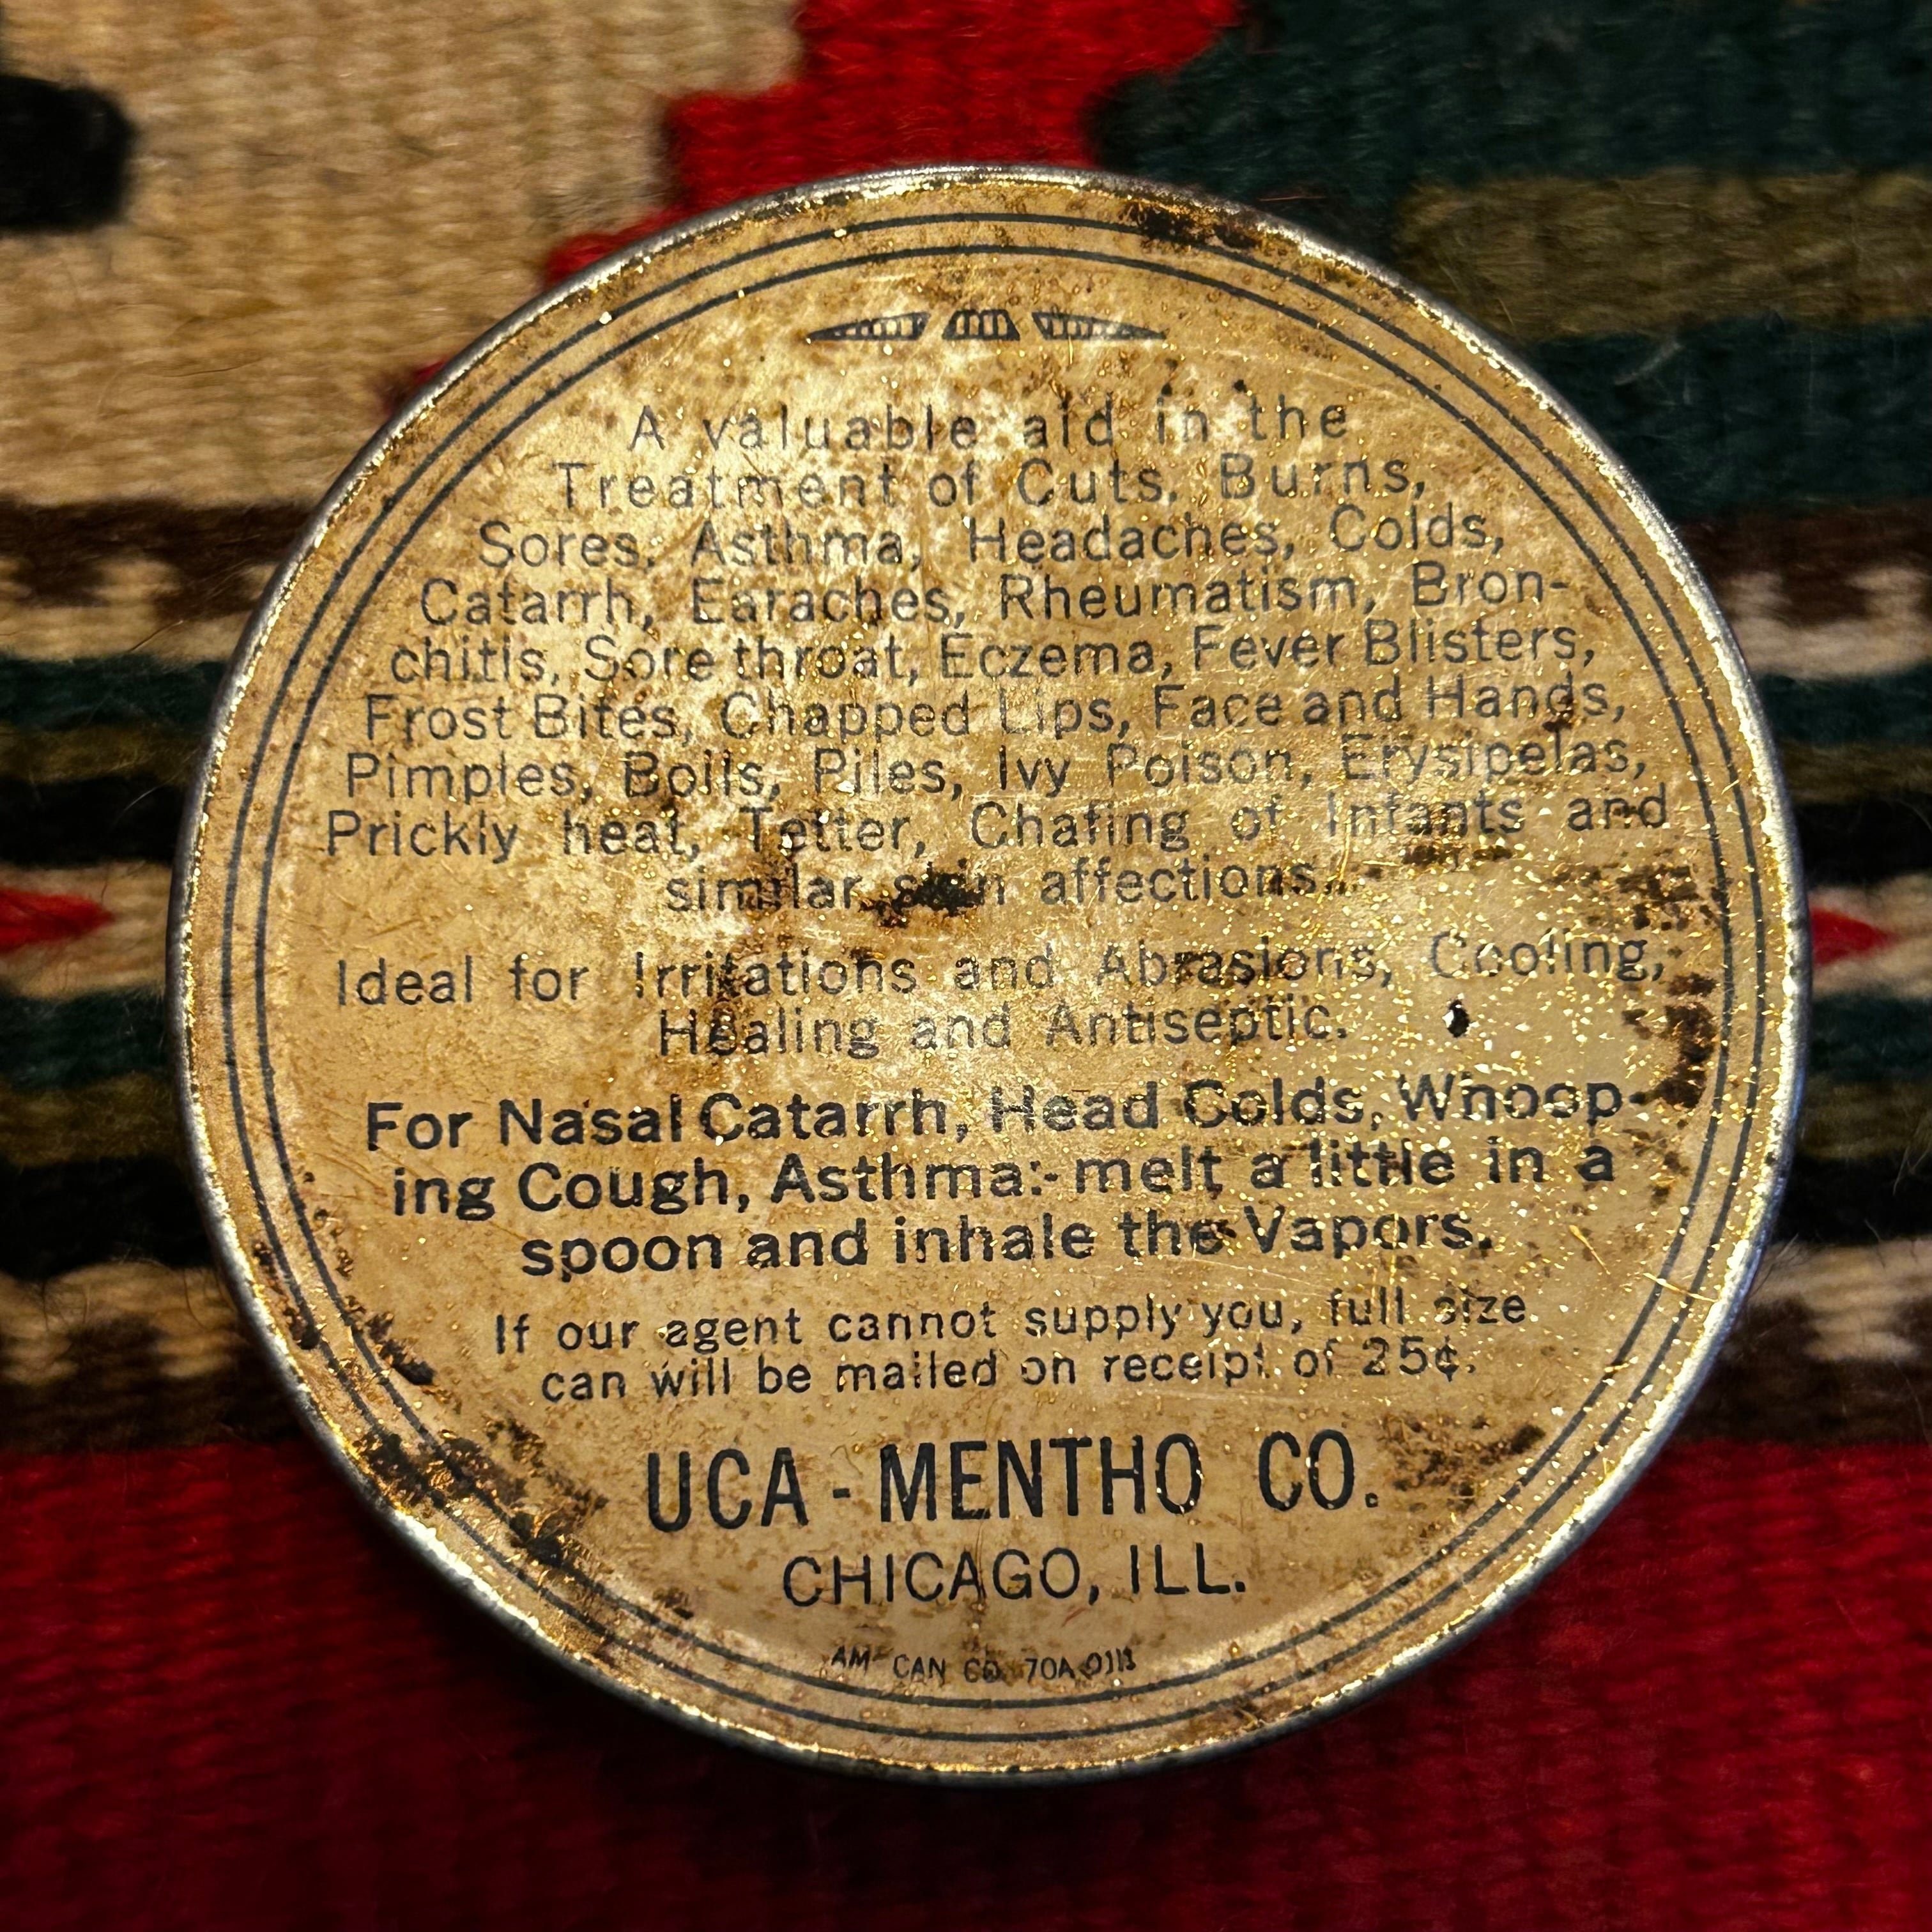 A valuable aid in the
Treatment of Cuts, Burns,
Sores, Asthma, Headaches, Colds,
Catarrh, Earaches, Rheumatism, Bron-
chitis, Sore throat, Eczema, Fever Blisters,
Frost Bites, Chapped Lips, Face and Hands,
Pimples, Boils, Piles, Ivy Poison, Erysipelas,
Prickly heat, Tetter, Chafing of Infants and
similar skin affections.
Ideal for Irritations and Abrasions, Cooling,
Healing and Antiseptic.
For Nasal Catarrh, Head Colds, Whoop-
ing Cough, Asthma:- melt a little in a
spoon and inhale the Vapors.
If our agent cannot supply you, full size
can will be mailed on receipt of 25¢.
UCA-MENTHO CO.
CHICAGO, ILL.
AM CAN CO. 70A